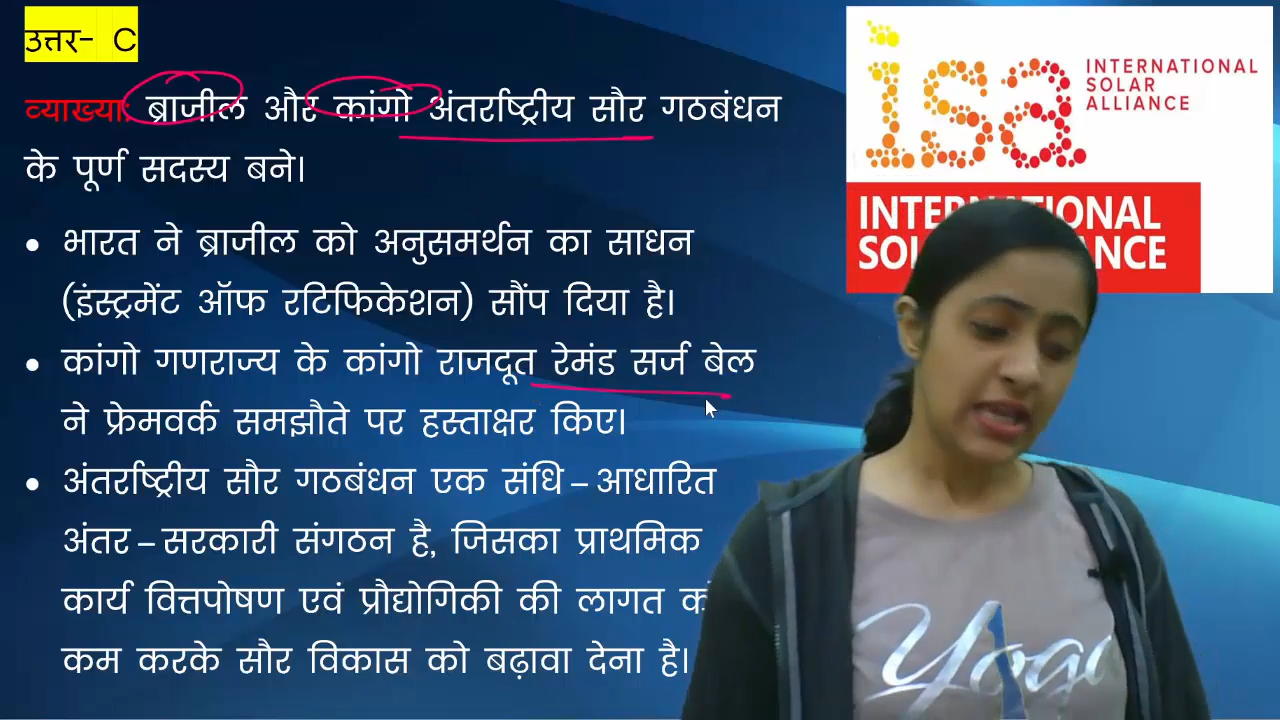 उत्तर- C
व्याख्या: ब्राजील और कांगो अंतर्राष्ट्रीय सौर गठबंधन
के पूर्ण सदस्य बने।
• भारत ने ब्राजील को अनुसमर्थन का साधन
(इंस्ट्रमेंट ऑफ रटिफिकेशन) सौंप दिया है।
• कांगो गणराज्य के कांगो राजदूत रेमंड सर्ज बेल
ने फ्रेमवर्क समझौते पर हस्ताक्षर किए।
• अंतर्राष्ट्रीय सौर गठबंधन एक संधि – आधारित
अंतर – सरकारी संगठन है, जिसका प्राथमिक
कार्य वित्तपोषण एवं प्रौद्योगिकी की लागत
कम करके सौर विकास को बढ़ावा देना है।
isa
INTERNATIONAL
SOLAR
ALLIANCE